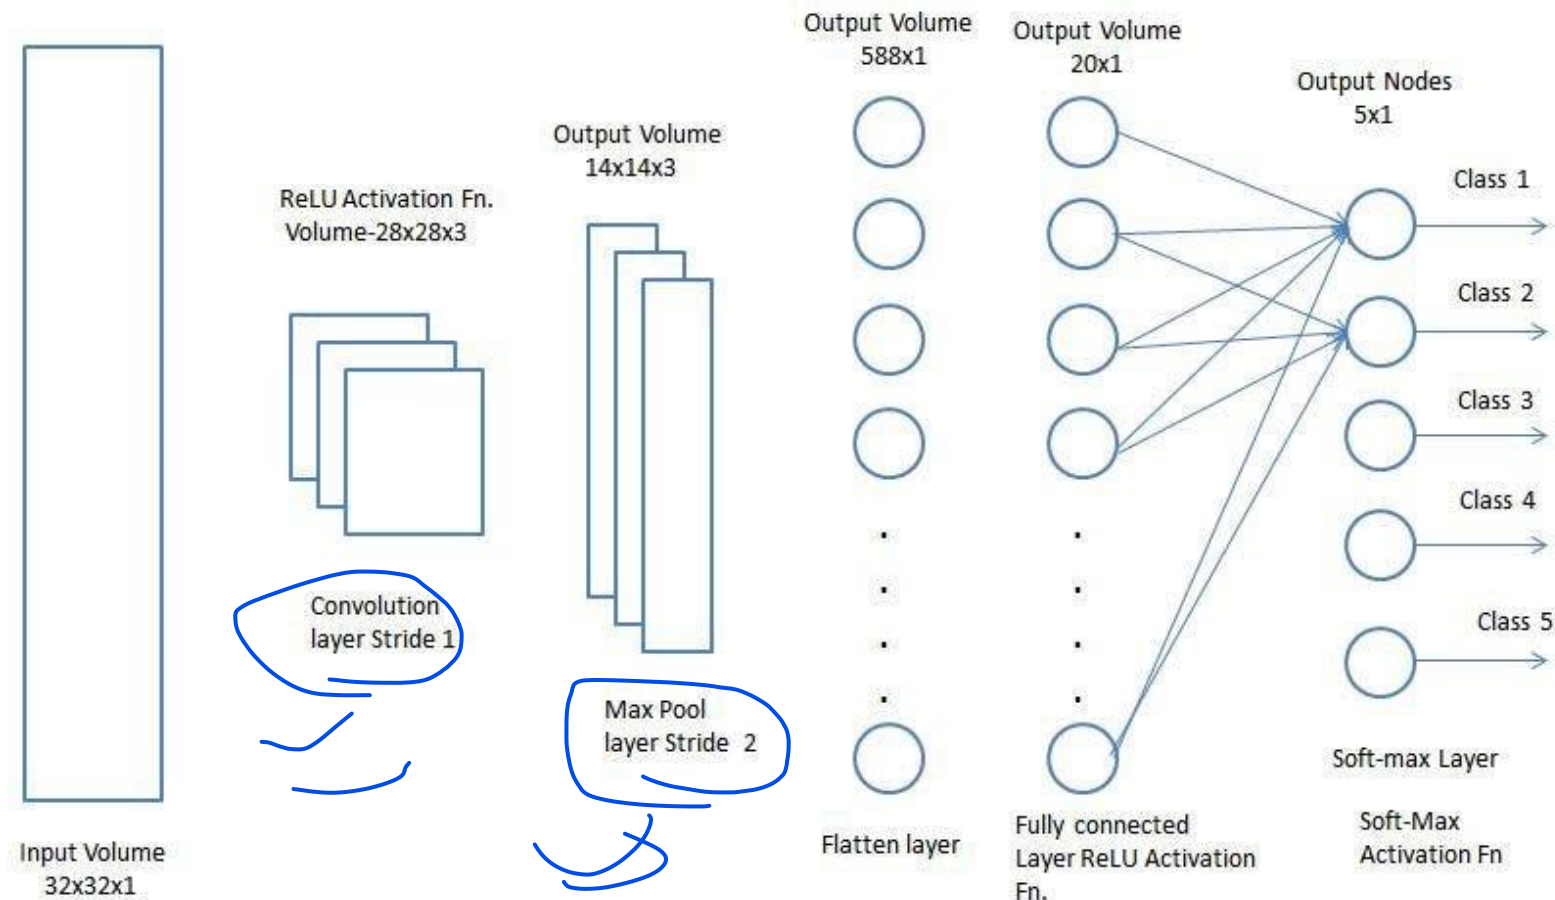 Input Volume
32x32x1
ReLU Activation Fn.
Volume-28x28x3
Convolution
layer Stride 1
Output Volume
14x14x3
Max Pool
layer Stride 2
Output Volume
588x1
Flatten layer
Output Volume
20x1
Fully connected
Layer ReLU Activation
Fn.
Output Nodes
5x1
Class 1
Class 2
Class 3
Class 4
Class 5
Soft-max Layer
Soft-Max
Activation Fn